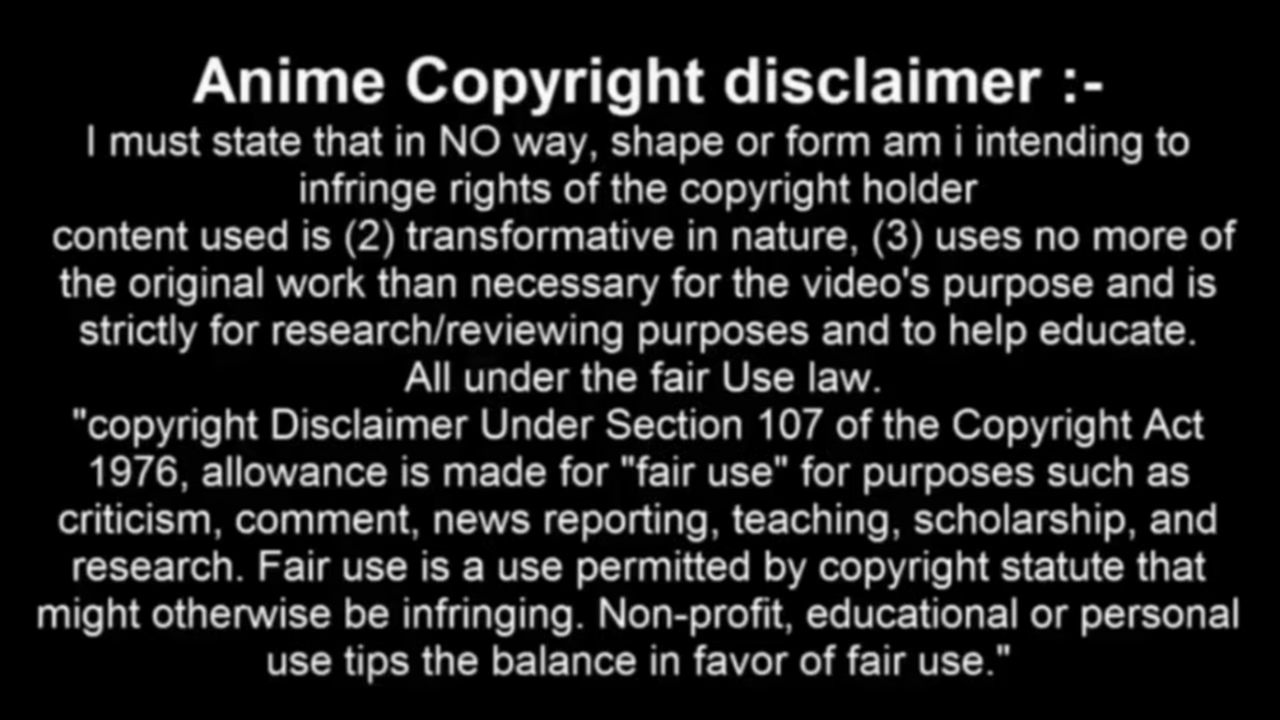 Anime Copyright disclaimer :-
I must state that in NO way, shape or form am i intending to
infringe rights of the copyright holder
content used is (2) transformative in nature, (3) uses no more of
the original work than necessary for the video's purpose and is
strictly for research/reviewing purposes and to help educate.
All under the fair Use law.
"copyright Disclaimer Under Section 107 of the Copyright Act
1976, allowance is made for "fair use" for purposes such as
criticism, comment, news reporting, teaching, scholarship, and
research. Fair use is a use permitted by copyright statute that
might otherwise be infringing. Non-profit, educational or personal
use tips the balance in favor of fair use."